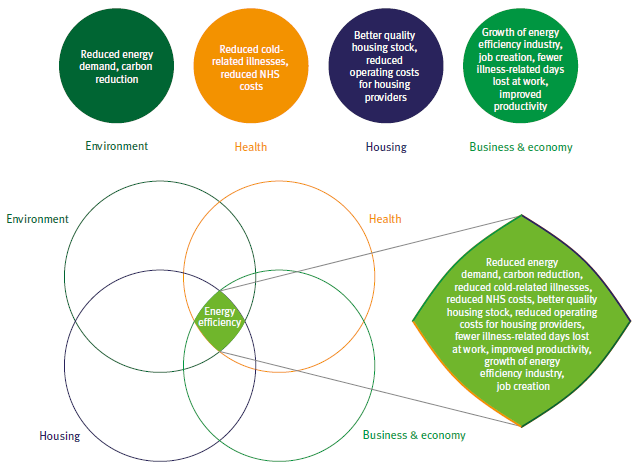 Reduced energy
demand, carbon
reduction
Reduced cold-
related illnesses,
reduced NHS
costs
Better quality
housing stock,
reduced
operating costs
for housing
providers
Growth of energy
efficiency industry,
job creation, fewer
illness-related days
lost at work,
improved
productivity
Environment
Health
Housing
Business & economy
Environment
Health
Energy
efficiency
Housing
Business & economy
Reduced energy
demand, carbon reduction,
reduced cold-related illnesses,
reduced NHS costs, better quality
housing stock, reduced operating
costs for housing providers,
fewer illness-related days lost
at work, improved productivity,
growth of energy
efficiency industry,
job creation